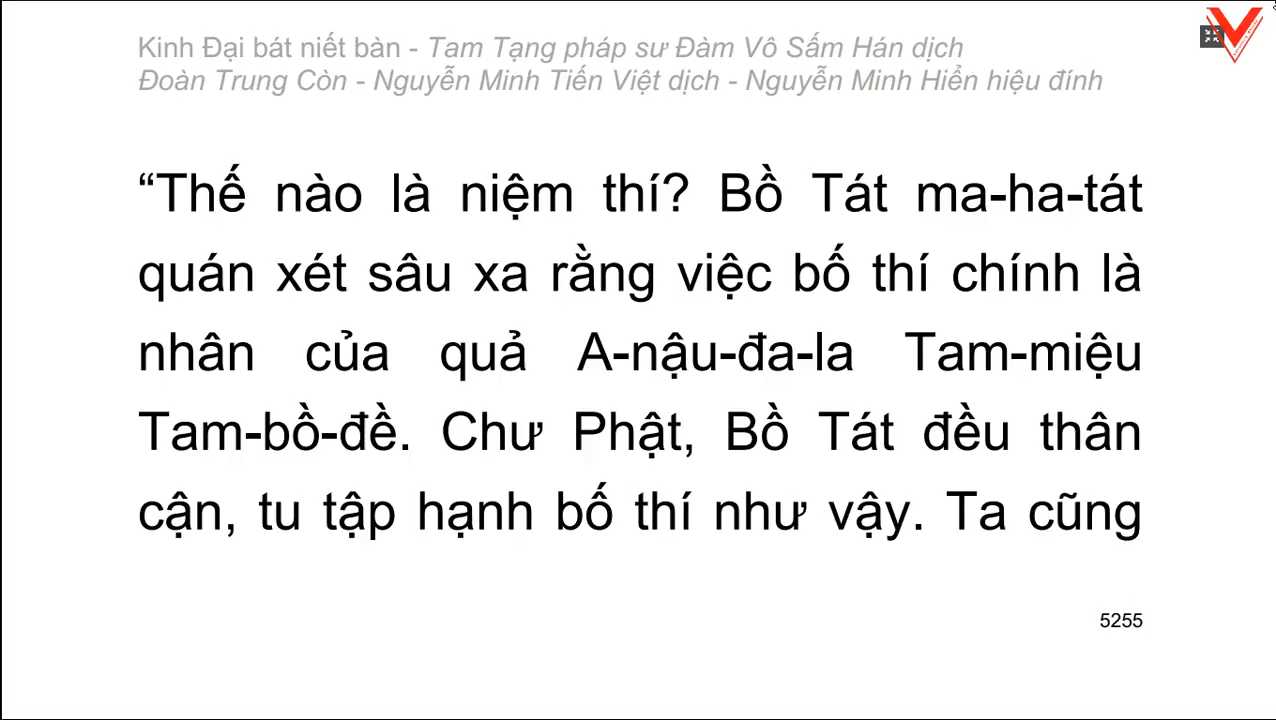 Kinh Đại bát niết bàn - Tam Tạng pháp sư Đàm Vô Sấm Hán dịch
Đoàn Trung Còn - Nguyễn Minh Tiến Việt dịch - Nguyễn Minh Hiển hiệu đính
“Thế nào là niệm thí? Bồ Tát ma-ha-tát
quán xét sâu xa rằng việc bố thí chính là
nhân của quả A-nậu-đa-la Tam-miệu
Tam-bồ-đề. Chư Phật, Bồ Tát đều thân
cận, tu tập hạnh bố thí như vậy. Ta cũng
5255